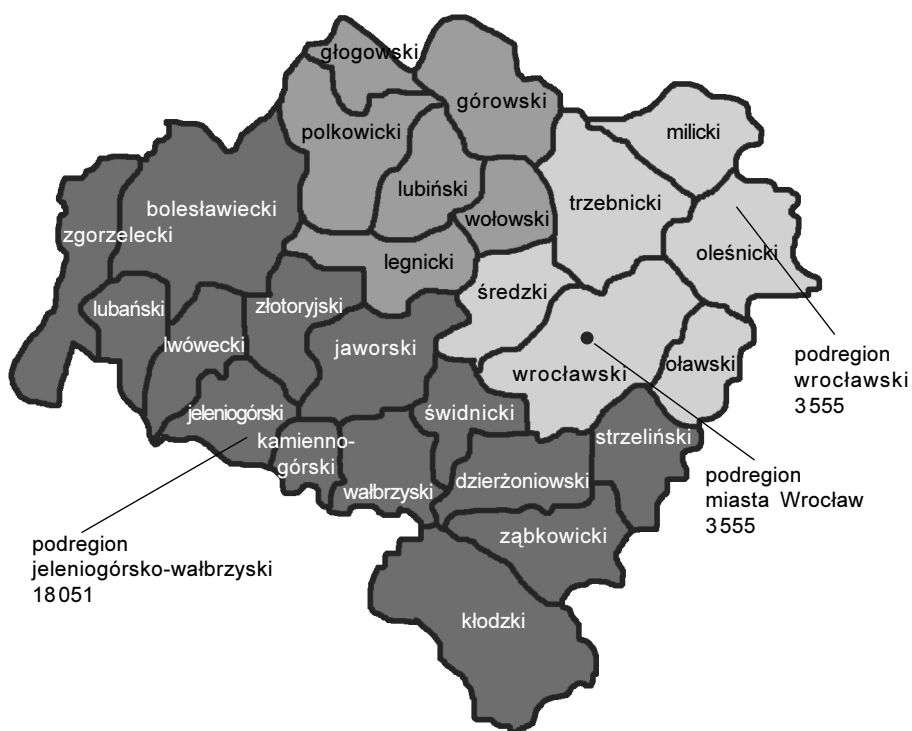 głogowski
górowski
polkowicki
milicki
lubiński
trzebnicki
bolesławiecki
wołowski
zgorzelecki
oleśnicki
legnicki
średzki
złotoryjski
lubański
lwówecki
jaworski
oławski
wrocławski
podregion
wrocławski
3 555
jeleniogórski
świdnicki
strzeliński
kamienno-
górski
wałbrzyski
dzierżoniowski
podregion
miasta Wrocław
3 555
ząbkowicki
podregion
jeleniogórsko-wałbrzyski
18 051
kłodzki